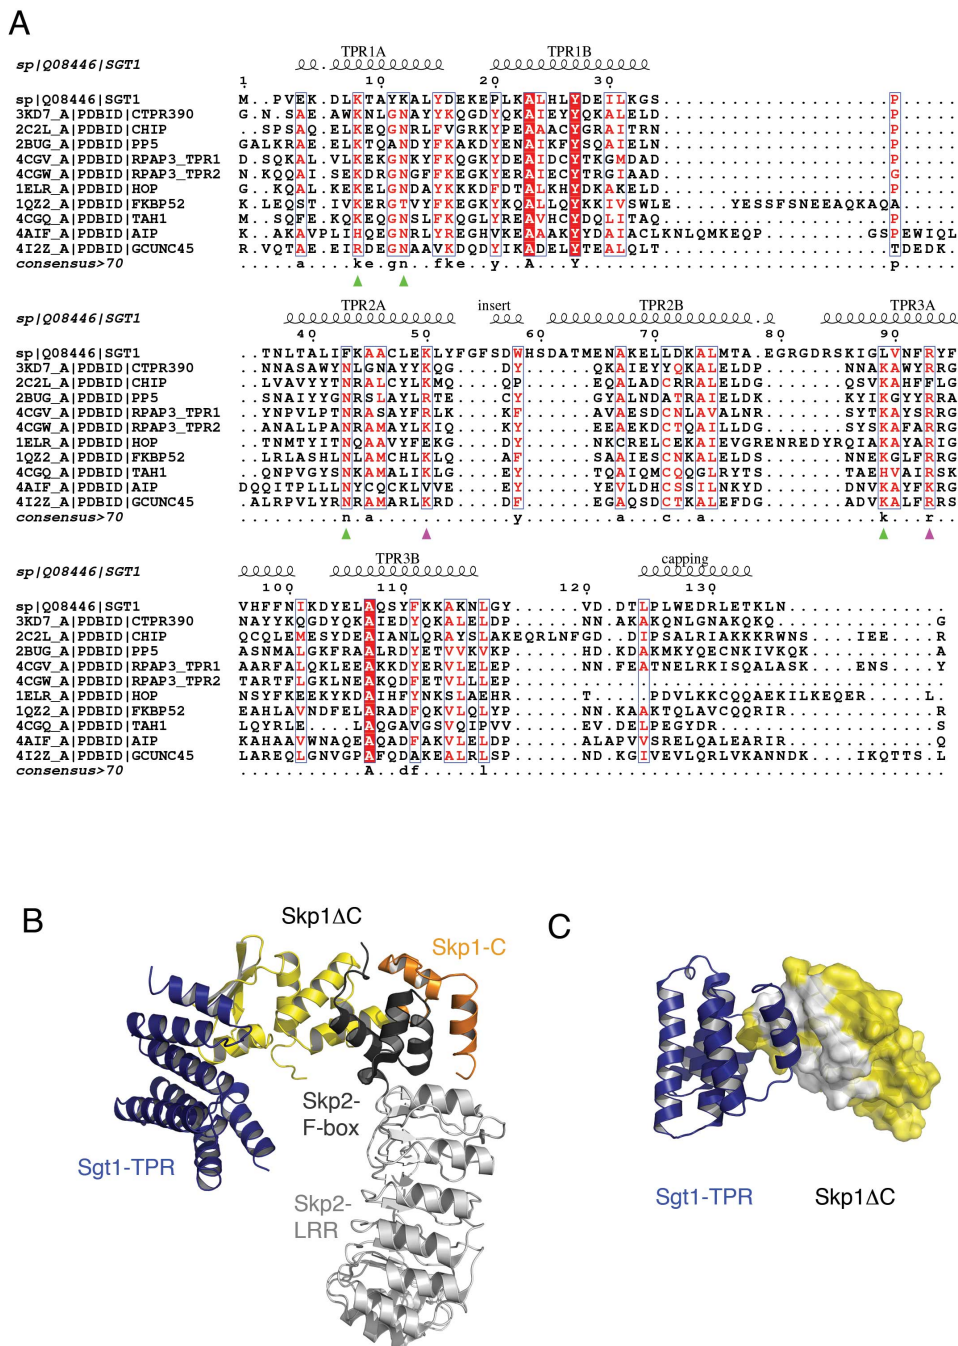 A
TPR1A TPR1B
sp|Q08446|SGT1
1 10 20 30
sp|Q08446|SGT1 M..PVEK.DLKTAYKALYDEKEPLKALHLYDEILKGS.....................P
3KD7_A|PDBID|CTPR390 G.N.SAE.AWKNLGNAYYKQGDYQKAIEYYQKALELD.....................P
2C2L_A|PDBID|CHIP ..SPSAQ.ELKEQGNRLFVGRKYPEAAACYGRAITRN.....................P
2BUG_A|PDBID|PP5 GALKRAE.ELKTQANDYFKAKDYENAIKFYSQAIELN.....................P
4CGV_A|PDBID|RPAP3_TPR1 D.SQKAL.VLKEKGNKYFKQGKYDEAIDCYTKGMDAD.....................P
4CGW_A|PDBID|RPAP3_TPR2 .NKQQAI.SEKDRGNGFFKEGKYERAIECYTRGIAAD.....................G
1ELR_A|PDBID|HOP .G.KQAL.KEKELGNDAYKKKDFDTALKHYDKAKELD.....................P
1QZ2_A|PDBID|FKBP52 K.LEQSTIVKERGTVYFKEGKYKQALLQYKKIVSWLE.....YESSFSNEEAQKAQA
4CGQ_A|PDBID|TAH1 M..SQFE.KQKEQGNSLFKQGLYREAVHCYDQLITAQ.....................P
4AIF_A|PDBID|AIP K.AKAVPLIHQEGNRLYREGHVKEAAAKYYDAIACLKNLQMKEQP.......GSPEWIQL
4I2Z_A|PDBID|GCUNC45 R.VQTAE.EIRDEGNAAVKDQDYIKADELYTEALQLT....................TDEDK.
consensus>70 .....a....ke.gn..fke..y..A...Y...........................p
TPR2A insert TPR2B TPR3A
sp|Q08446|SGT1
40 50 60 70 80 90
sp|Q08446|SGT1 ..TNLTALIFKAACLEKLYFGFSDWHSDATMENAKELLDKALMTA.EGRGDRSKIGLVNFRYF
3KD7_A|PDBID|CTPR390 ..NNASAWYNLGNAYYKQG....DY.......QKAIEYYQKALELDP........NNAKAWYRRG
2C2L_A|PDBID|CHIP ..LVAVYYTNRALCYLKMQ....QP.......EQALADCRRALELDG........QSVKAHFFLG
2BUG_A|PDBID|PP5 ..SNAIYYGNRSLAYLRTE....CY.......GYALNDATRAIELDK........KYIKGYYRRA
4CGV_A|PDBID|RPAP3_TPR1 ..YNPVLPTNRASAYFRLK....KF.......AVAESDCNLAVALNR........SYTKAYSRRG
4CGW_A|PDBID|RPAP3_TPR2 ..ANALLPANRAMAYLKIQ....KY.......EEAEKDCTQAILLDG........SYSKAFARRG
1ELR_A|PDBID|HOP ..TNMTYITNQAAVYFEKG....DY.......NKCRELCEKAIEVGRENREDYRQIAKAYARIG
1QZ2_A|PDBID|FKBP52 ..LRLASHLNLAMCHLKLQ....AF.......SAAIESCNKALELDS........NNEKGLFRRG
4CGQ_A|PDBID|TAH1 ..QNPVGYSNKAMALIKLG....EY.......TQAIQMCQQGLRYTS........TAEHVAIRSK
4AIF_A|PDBID|AIP DQQITPLLLNYCQCKLVVE....EY.......YEVLDHCSSILNKYD........DNVKAYFKRG
4I2Z_A|PDBID|GCUNC45 ..ALRPVLYRNRAMARLKRD....DF.......EGAQSDCTKALEFDG........ADVKALFRRS
consensus>70 .........n.a............y........a...c..a..............k...r..
TPR3B capping
sp|Q08446|SGT1
100 110 120 130
sp|Q08446|SGT1 VHFFNIKDYELAQSYFKKAKNLGY......VD.DTLPLWEDRLETKLN...........
3KD7_A|PDBID|CTPR390 NAYYKQGDYQKAIEDYQKALELDP......NN.AKAKQNLGNAKQKQ...........G
2C2L_A|PDBID|CHIP QCQLEMESYDEAIANLQRAYSLAKEQRLNFGD..DIPSALRIAKKKRWNS....IEE..R
2BUG_A|PDBID|PP5 ASNMALGKFRAALRDYETVVKVKP......HD.KDAKMKYQECNKIVKQK.........A
4CGV_A|PDBID|RPAP3_TPR1 AARFALQKLEEAKKDYERVLELEP......NN.FEATNELRKISQALASK....ENS..Y
4CGW_A|PDBID|RPAP3_TPR2 TARTFLGKLNEAKQDFETVLLLEP....................................
1ELR_A|PDBID|HOP NSYFKEEKYKDAIHFYNKSLAEHR......T....PDVLKKCQQAEKILKEQER.....L.
1QZ2_A|PDBID|FKBP52 EAHLAVNDFELARADFQKVLQLYP......NN.KAAKTQLAVCQQRIR...........R
4CGQ_A|PDBID|TAH1 LQYRLE....LAQGAVGSVQIPVV......EV.DELPEGYDR.................S
4AIF_A|PDBID|AIP KAHAAVWNAQEAQADFAKVLELDP......ALAPVVSRELQALEARIR...........Q
4I2Z_A|PDBID|GCUNC45 LAREQLGNVGPAFQDAKEALRLSP......ND.KGIVEVLQRLVKANNDK....IKQTTS.L
consensus>70 ...........A..df.....l.......................................
B
Skp1ΔC
Skp1-C
Skp2-
F-box
Sgt1-TPR
Skp2-
LRR
C
Sgt1-TPR Skp1ΔC